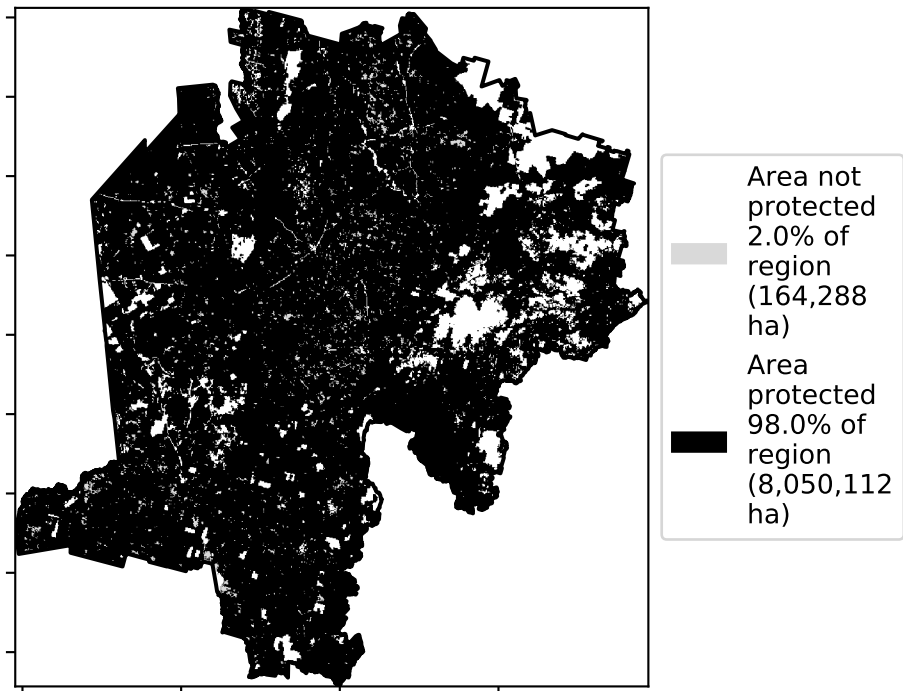 Area not
protected
2.0% of
region
(164,288
ha)
Area
protected
98.0% of
region
(8,050,112
ha)